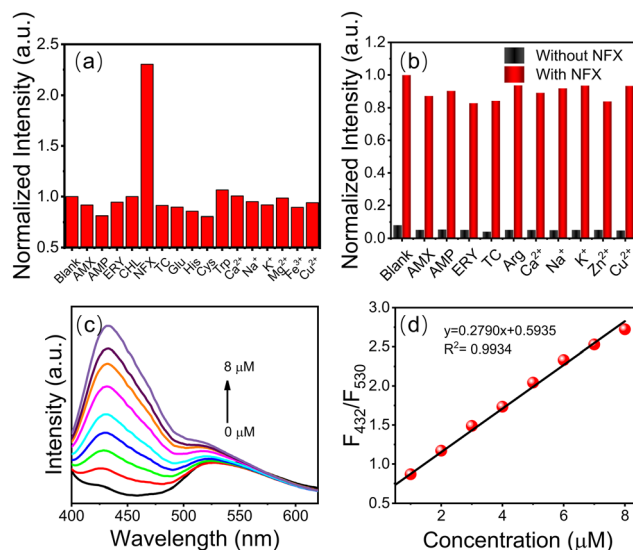 (a)
Normalized Intensity (a.u.)
2.5
2.0
1.5
1.0
0.5
Blank
AMX
AMP
ERY
CHL
NFX
TC
Glu
His
Cys
Trp
Ca²⁺
Na⁺
K⁺
Mg²⁺
Fe³⁺
Cu²⁺
(b)
Without NFX
With NFX
Normalized Intensity (a.u.)
1.2
1.0
0.8
0.6
0.4
0.2
0.0
Blank
AMX
AMP
ERY
TC
Arg
Ca²⁺
Na⁺
K⁺
Zn²⁺
Cu²⁺
(c)
Intensity (a.u.)
8 μM
0 μM
400 450 500 550 600
Wavelength (nm)
(d)
y=0.2790x+0.5935
R²= 0.9934
F₄₃₂/F₅₃₀
3.0
2.5
2.0
1.5
1.0
0.5
2 4 6 8
Concentration (μM)